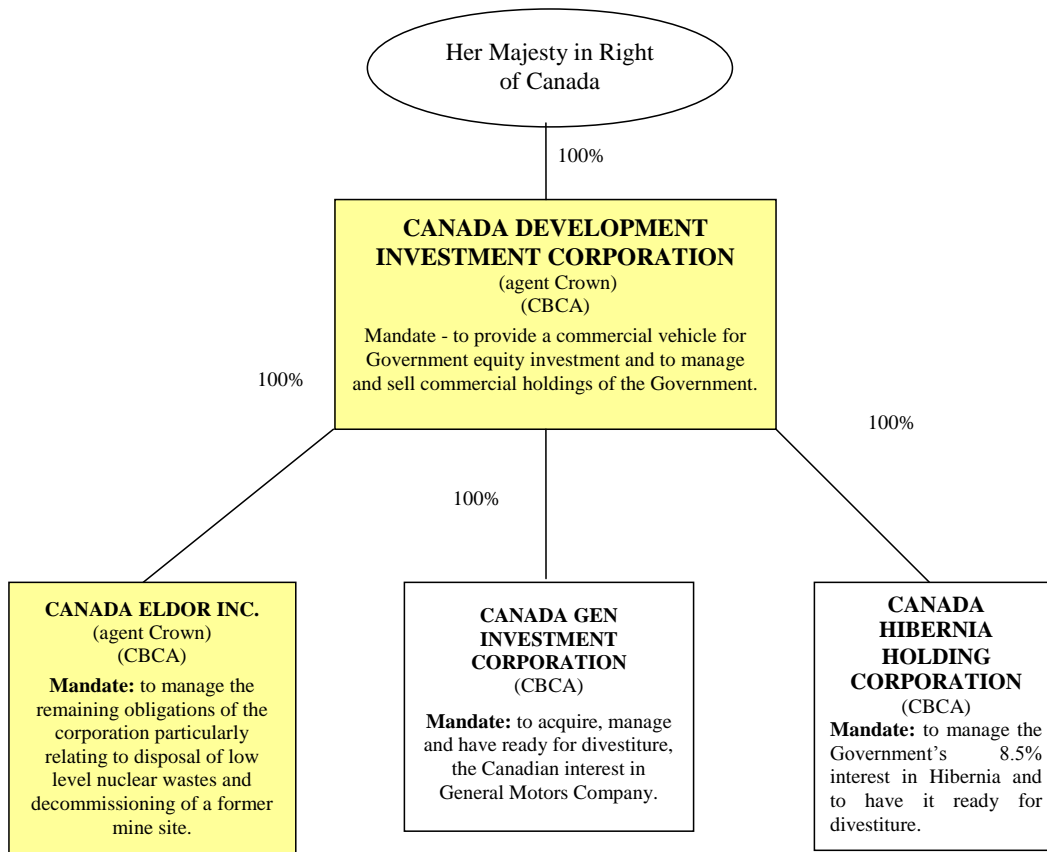 Her Majesty in Right
of Canada
100%
CANADA DEVELOPMENT
INVESTMENT CORPORATION
(agent Crown)
(CBCA)
Mandate - to provide a commercial vehicle for
Government equity investment and to manage
and sell commercial holdings of the Government.
100%
100%
100%
CANADA ELDOR INC.
(agent Crown)
(CBCA)
Mandate: to manage the
remaining obligations of the
corporation particularly
relating to disposal of low
level nuclear wastes and
decommissioning of a former
mine site.
CANADA GEN
INVESTMENT
CORPORATION
(CBCA)
Mandate: to acquire, manage
and have ready for divestiture,
the Canadian interest in
General Motors Company.
CANADA
HIBERNIA
HOLDING
CORPORATION
(CBCA)
Mandate: to manage the
Government’s 8.5%
interest in Hibernia and
to have it ready for
divestiture.